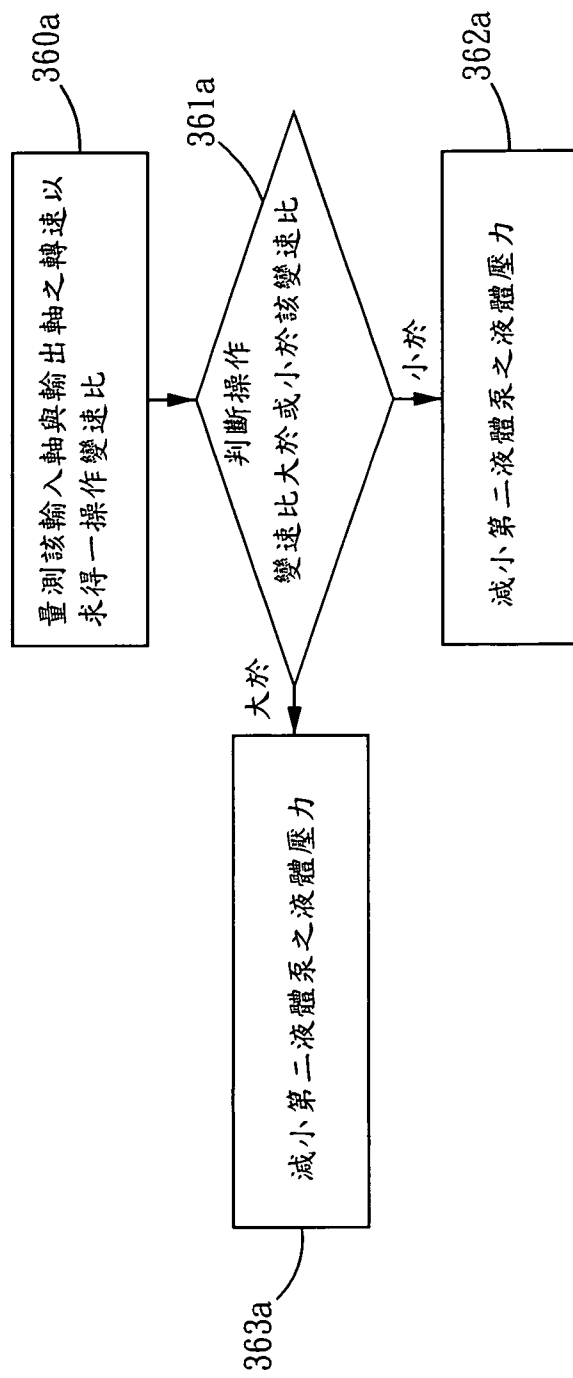 360a
量測該輸入軸與輸出軸之轉速以
求得一操作變速比
361a
判斷操作
變速比大於或小於該變速比
大於
小於
362a
減小第二液體泵之液體壓力
363a
減小第二液體泵之液體壓力